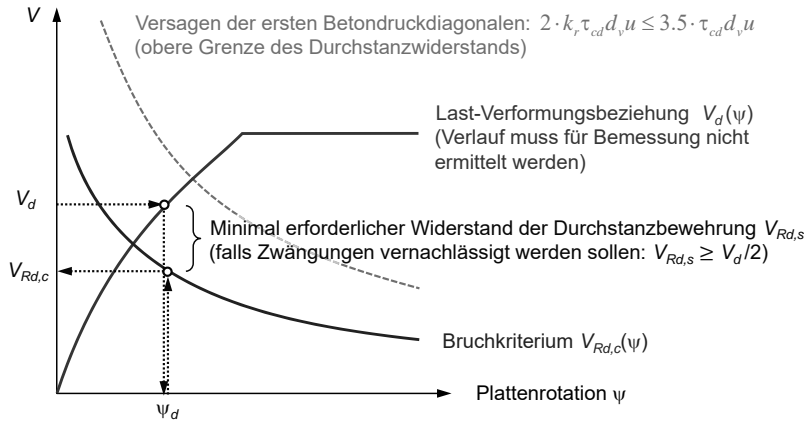 V
Versagen der ersten Betondruckdiagonalen: 2 · k_r τ_cd d_v u ≤ 3.5 · τ_cd d_v u
(obere Grenze des Durchstanzwiderstands)
Last-Verformungsbeziehung V_d(ψ)
(Verlauf muss für Bemessung nicht
ermittelt werden)
V_d
Minimal erforderlicher Widerstand der Durchstanzbewehrung V_Rd,s
(falls Zwängungen vernachlässigt werden sollen: V_Rd,s ≥ V_d/2)
V_Rd,c
Bruchkriterium V_Rd,c(ψ)
Plattenrotation ψ
ψ_d